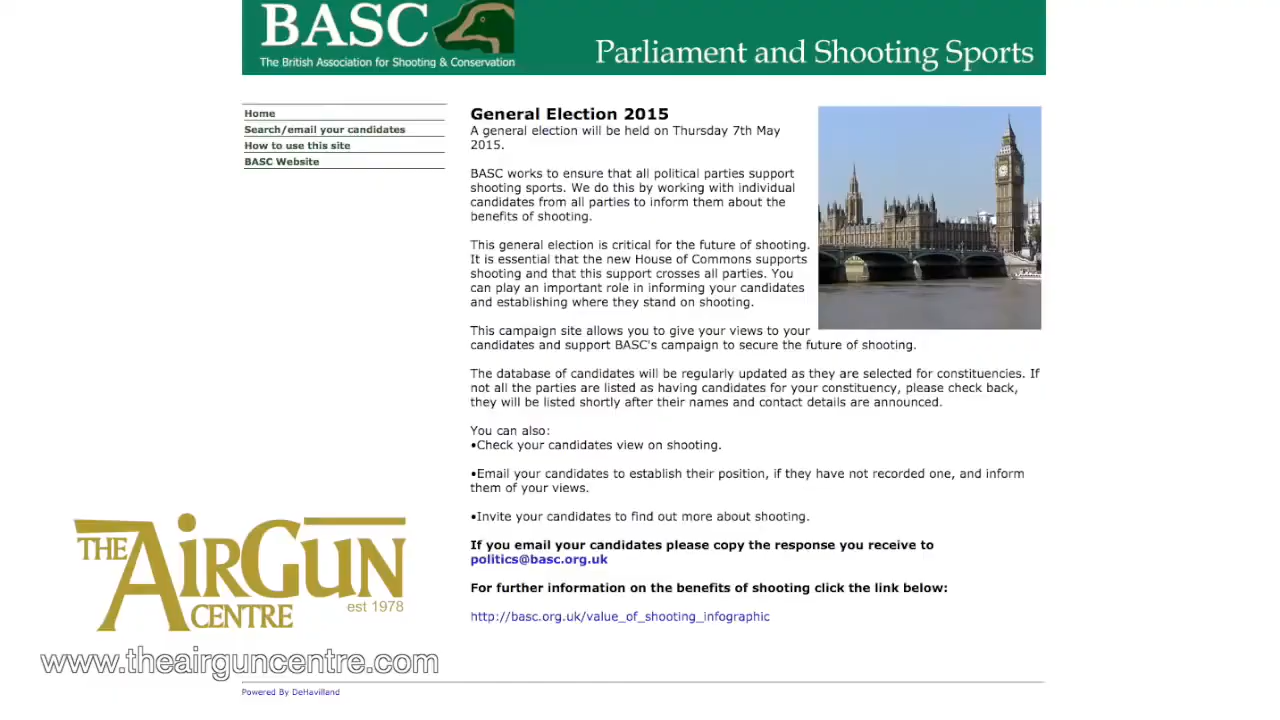 BASC
The British Association for Shooting & Conservation
Parliament and Shooting Sports
Home
Search/email your candidates
How to use this site
BASC Website
General Election 2015
A general election will be held on Thursday 7th May
2015.
BASC works to ensure that all political parties support
shooting sports. We do this by working with individual
candidates from all parties to inform them about the
benefits of shooting.
This general election is critical for the future of shooting.
It is essential that the new House of Commons supports
shooting and that this support crosses all parties. You
can play an important role in informing your candidates
and establishing where they stand on shooting.
This campaign site allows you to give your views to your
candidates and support BASC's campaign to secure the future of shooting.
The database of candidates will be regularly updated as they are selected for constituencies. If
not all the parties are listed as having candidates for your constituency, please check back,
they will be listed shortly after their names and contact details are announced.
You can also:
•Check your candidates view on shooting.
•Email your candidates to establish their position, if they have not recorded one, and inform
them of your views.
•Invite your candidates to find out more about shooting.
If you email your candidates please copy the response you receive to
politics@basc.org.uk
For further information on the benefits of shooting click the link below:
http://basc.org.uk/value_of_shooting_infographic
THE AIRGUN
CENTRE est 1978
www.theairguncentre.com
Powered By DeHavilland